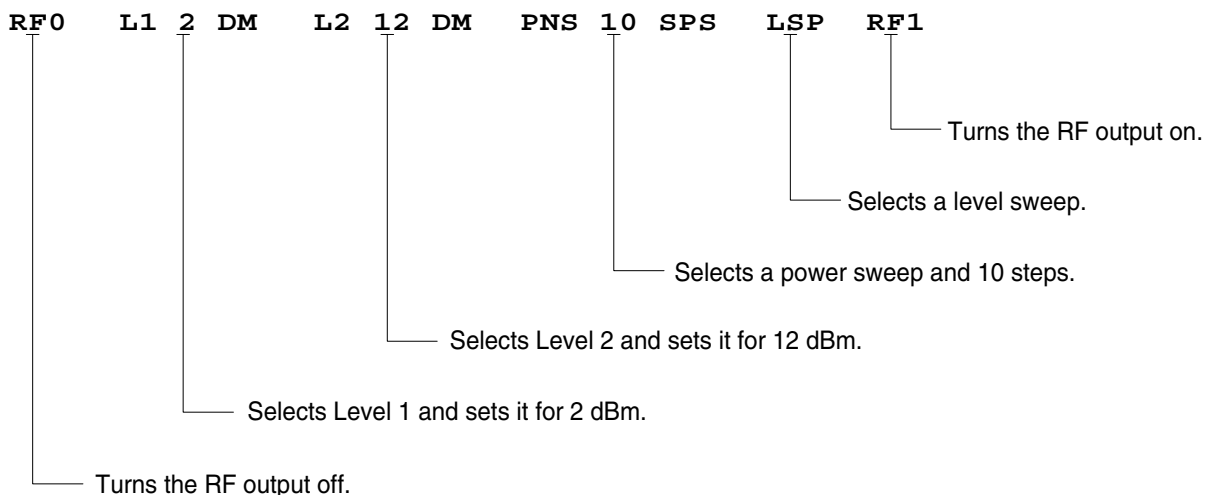 RF0 L1 2 DM L2 12 DM PNS 10 SPS LSP RF1
Turns the RF output on.
Selects a level sweep.
Selects a power sweep and 10 steps.
Selects Level 2 and sets it for 12 dBm.
Selects Level 1 and sets it for 2 dBm.
Turns the RF output off.